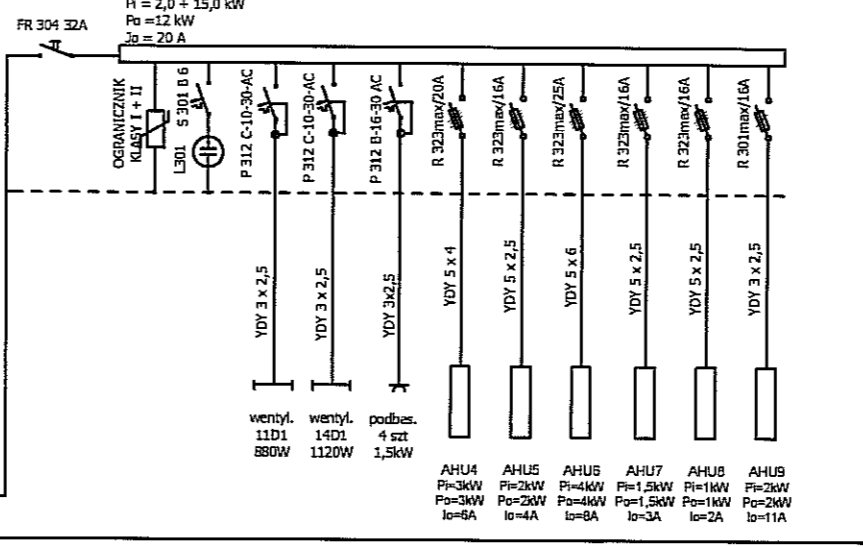 Pi = 2,0 + 15,0 kW
Po =12 kW
Jo = 20 A
FR 304 32A
OGRANICZNIK
KLASY I + II
S 301 B 6
L301
P 312 C-10-30-AC
P 312 C-10-30-AC
P 312 B-16-30 AC
R 323max/20A
R 323max/16A
R 323max/25A
R 323max/16A
R 323max/16A
R 301max/16A
YDY 3 x 2,5
YDY 3 x 2,5
YDY 3x2,5
YDY 5 x 4
YDY 5 x 2,5
YDY 5 x 6
YDY 5 x 2,5
YDY 5 x 2,5
YDY 3 x 2,5
wentyl.
11D1
880W
wentyl.
14D1
1120W
podbas.
4 szt
1,5kW
AHU4
Pi=3kW
Po=3kW
Io=6A
AHU5
Pi=2kW
Po=2kW
Io=4A
AHU6
Pi=4kW
Po=4kW
Io=8A
AHU7
Pi=1,5kW
Po=1,5kW
Io=3A
AHU8
Pi=1kW
Po=1kW
Io=2A
AHU9
Pi=2kW
Po=2kW
Io=11A